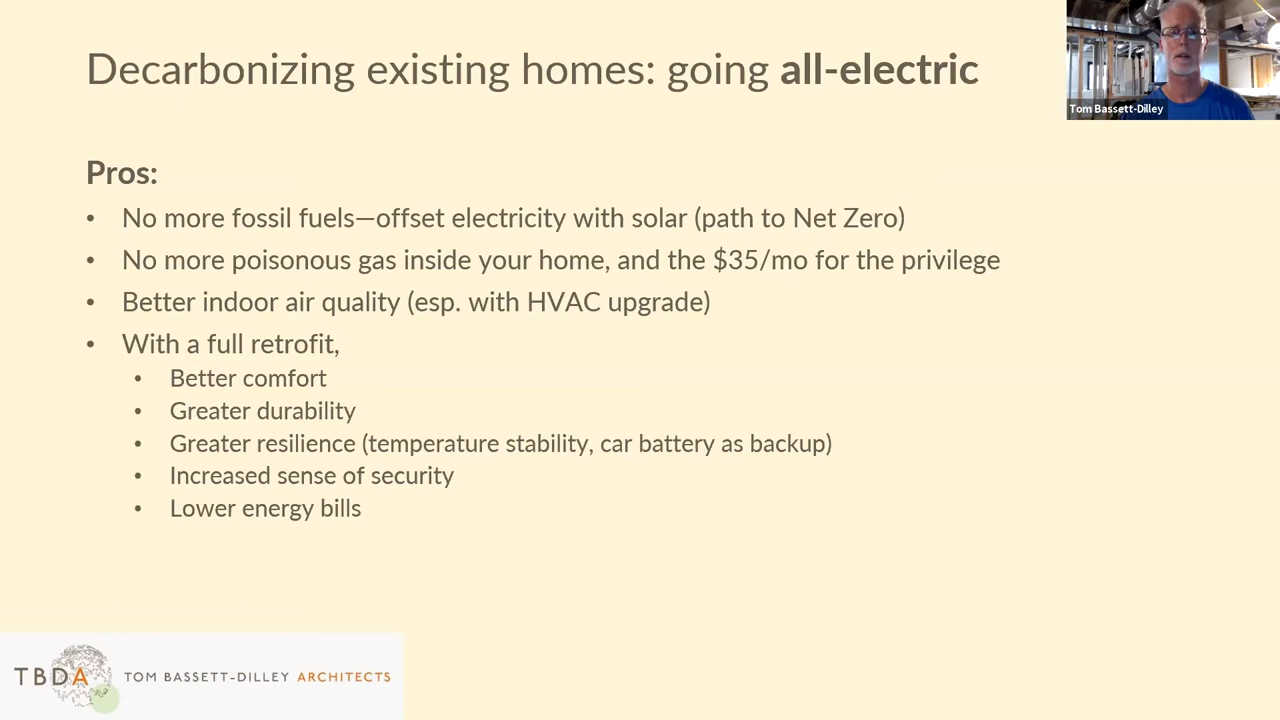 Decarbonizing existing homes: going all-electric
Tom Bassett-Dilley
Pros:
• No more fossil fuels—offset electricity with solar (path to Net Zero)
• No more poisonous gas inside your home, and the $35/mo for the privilege
• Better indoor air quality (esp. with HVAC upgrade)
• With a full retrofit,
• Better comfort
• Greater durability
• Greater resilience (temperature stability, car battery as backup)
• Increased sense of security
• Lower energy bills
TBDA TOM BASSETT-DILLEY ARCHITECTS